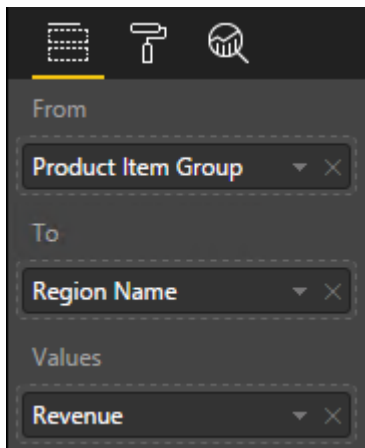 From
Product Item Group
To
Region Name
Values
Revenue